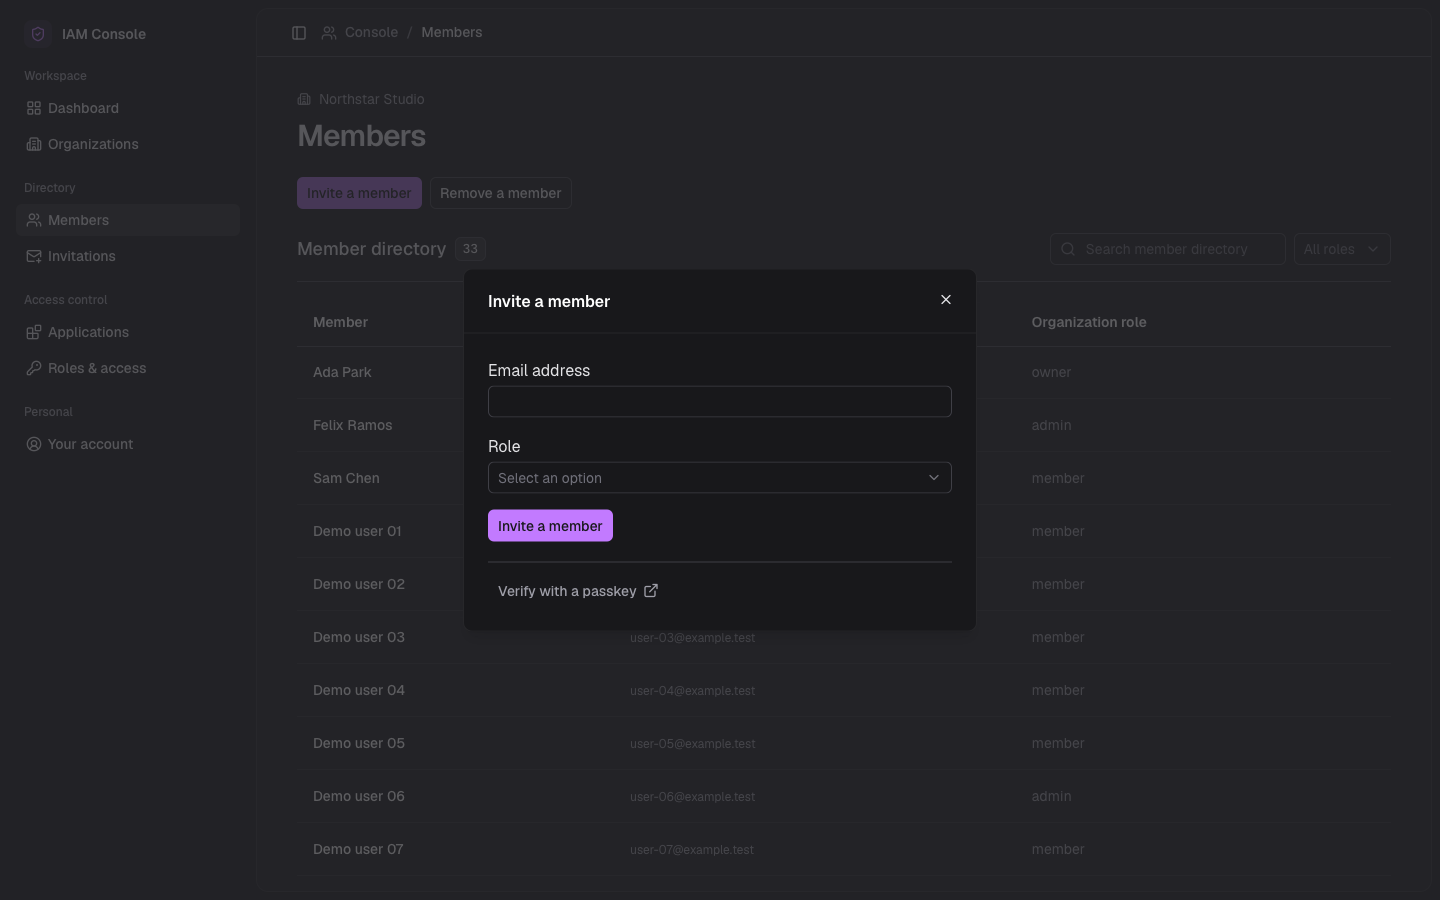 IAM Console
Workspace
Dashboard
Organizations
Directory
Members
Invitations
Access control
Applications
Roles & access
Personal
Your account
Console / Members
Northstar Studio
Members
Invite a member
Remove a member
Member directory 33
Search member directory
All roles
Member
Organization role
Ada Park
owner
Felix Ramos
admin
Sam Chen
member
Demo user 01
member
Demo user 02
member
Demo user 03
user-03@example.test
member
Demo user 04
user-04@example.test
member
Demo user 05
user-05@example.test
member
Demo user 06
user-06@example.test
admin
Demo user 07
user-07@example.test
member
Invite a member
Email address
Role
Select an option
Invite a member
Verify with a passkey